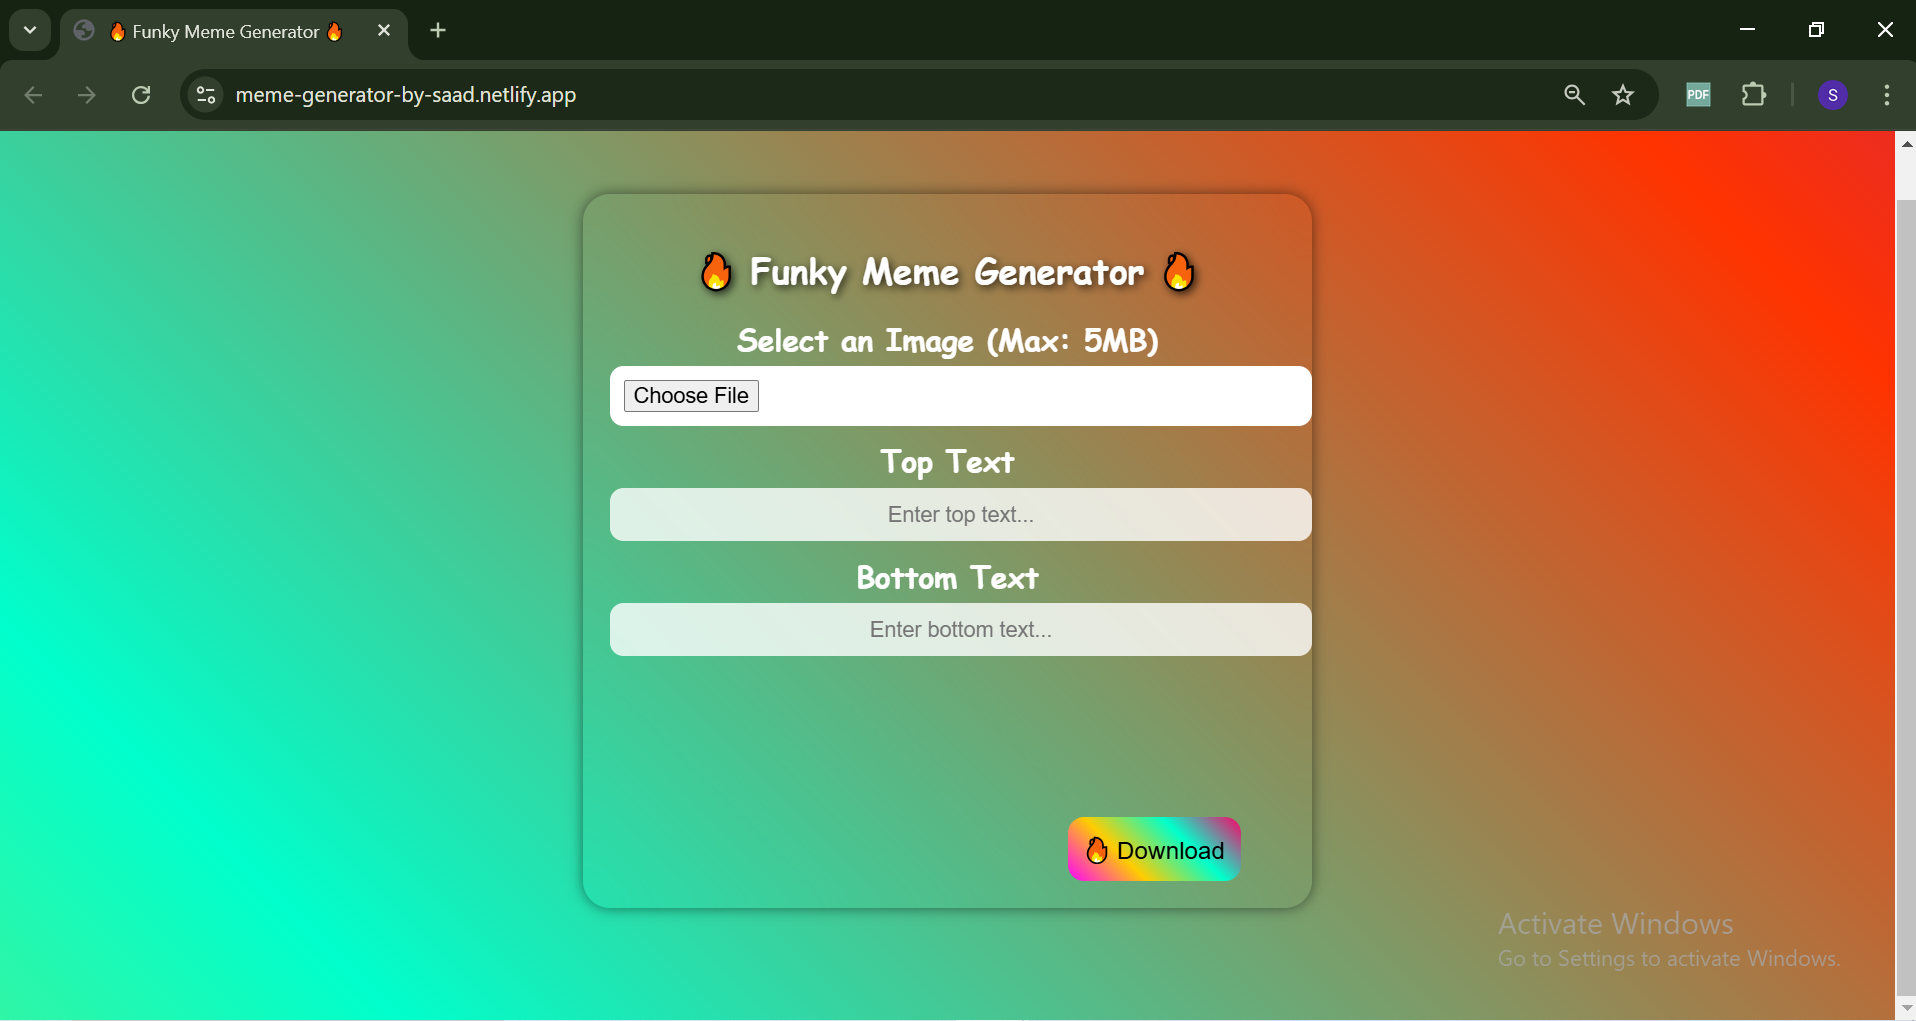 🔥 Funky Meme Generator 🔥
meme-generator-by-saad.netlify.app
PDF
S
🔥 Funky Meme Generator 🔥
Select an Image (Max: 5MB)
Choose File
Top Text
Enter top text...
Bottom Text
Enter bottom text...
🔥 Download
Activate Windows
Go to Settings to activate Windows.